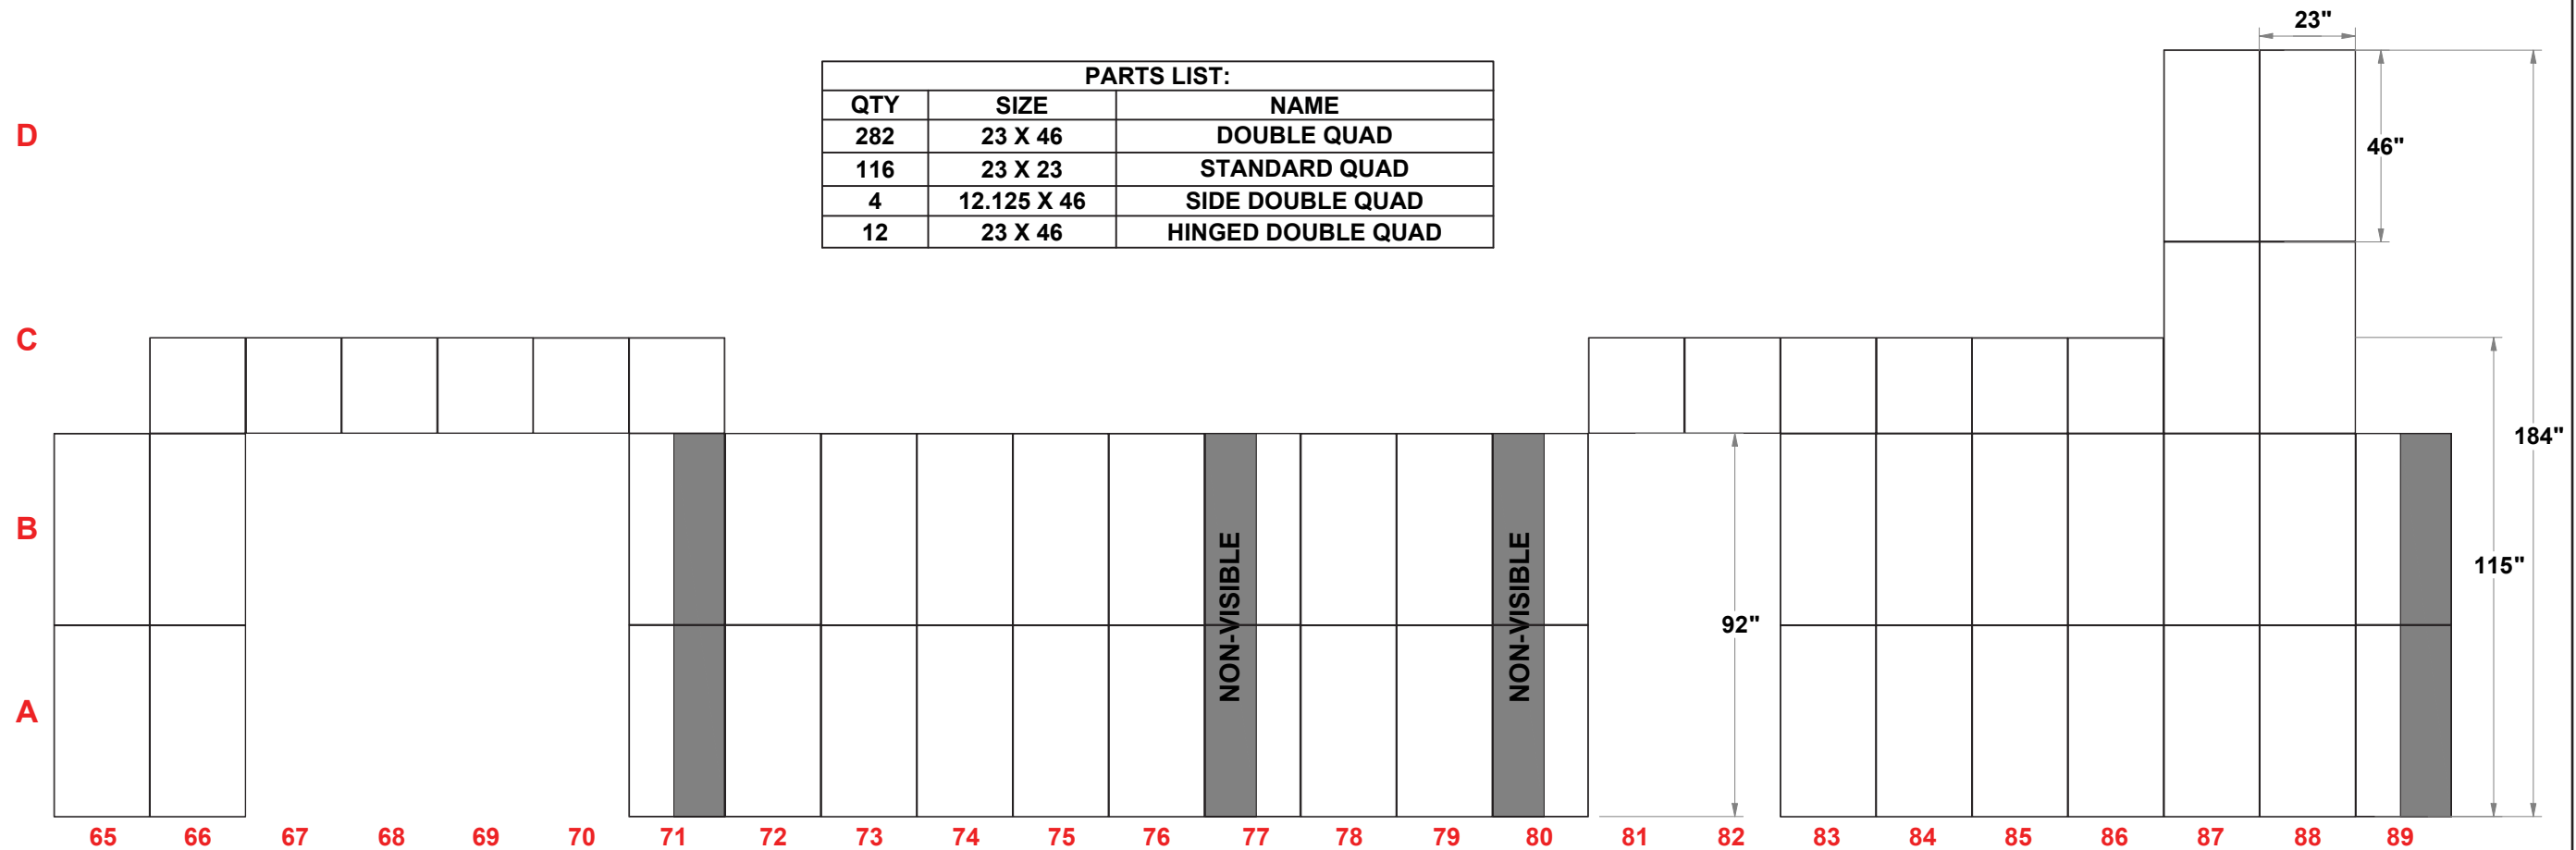 23"
PARTS LIST:
QTY SIZE NAME
282 23 X 46 DOUBLE QUAD
116 23 X 23 STANDARD QUAD
4 12.125 X 46 SIDE DOUBLE QUAD
12 23 X 46 HINGED DOUBLE QUAD
D
46"
C
184"
B
NON-VISIBLE
NON-VISIBLE
115"
92"
A
65 66 67 68 69 70 71 72 73 74 75 76 77 78 79 80 81 82 83 84 85 86 87 88 89